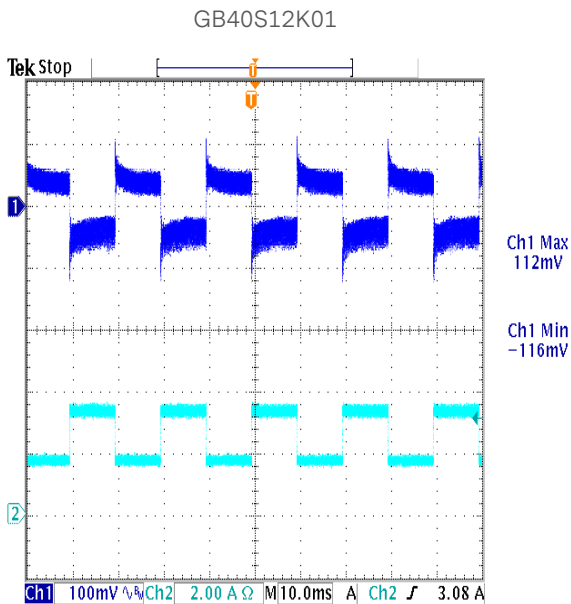 GB40S12K01
Tek Stop
T
1
Ch1 Max
112mV
Ch1 Min
−116mV
2
Ch1 100mV ∿ Bw Ch2 2.00 A Ω M 10.0ms A Ch2 ƒ 3.08 A